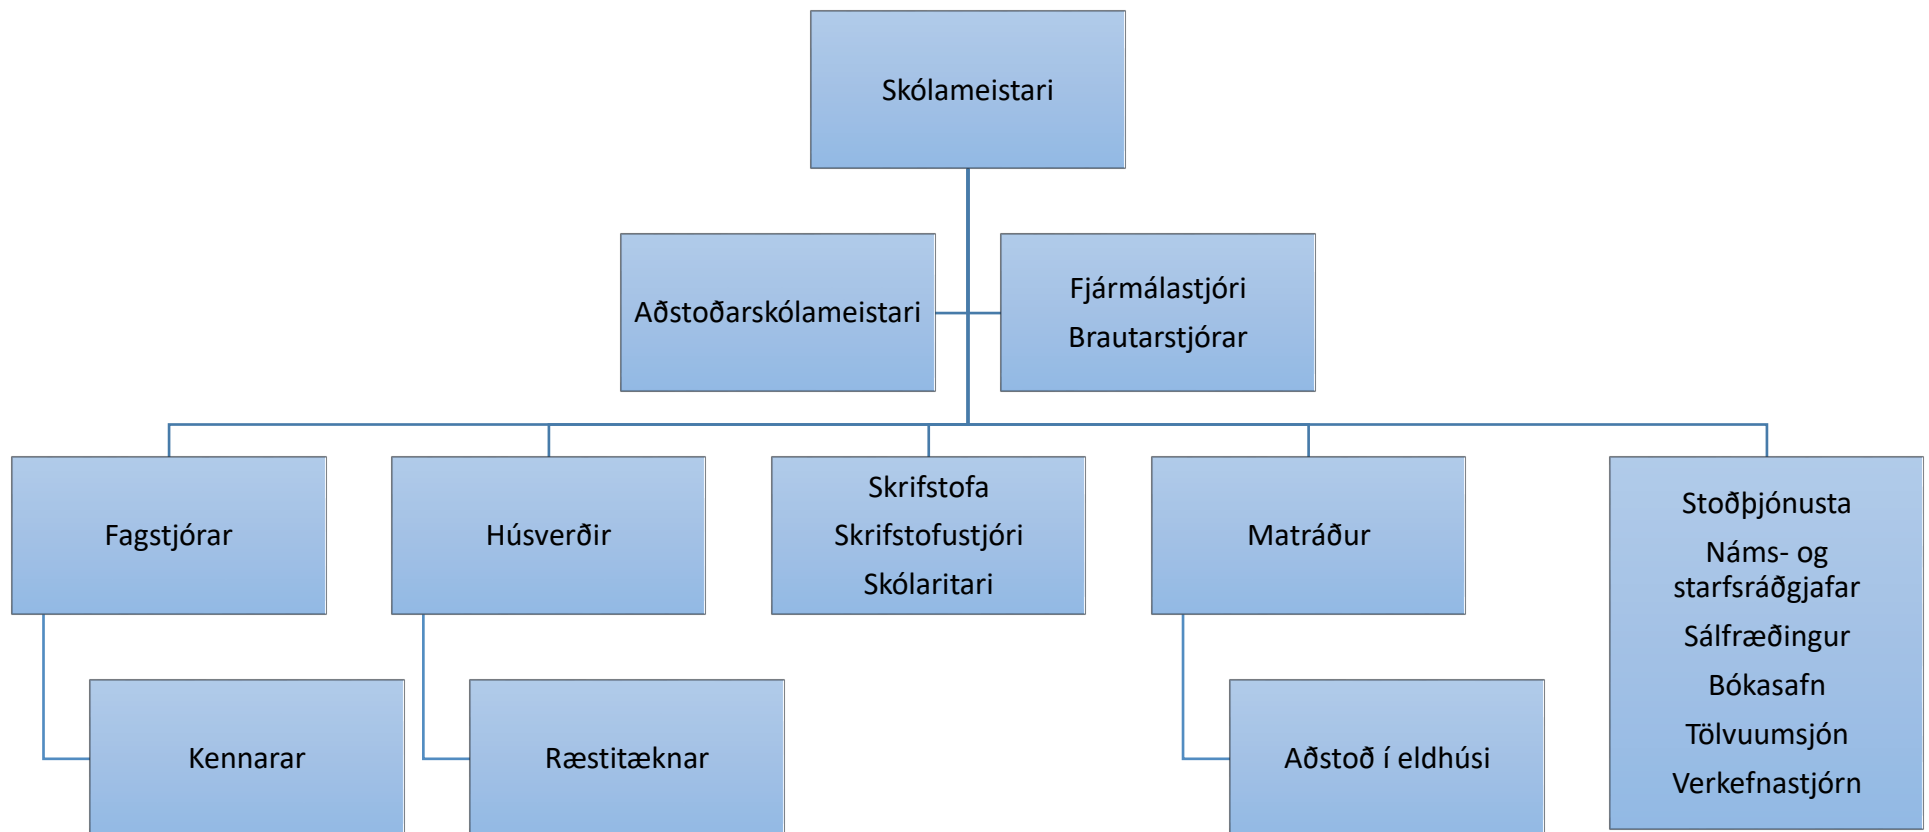 Skólameistari
Aðstoðarskólameistari
Fjármálastjóri
Brautarstjórar
Fagstjórar
Húsverðir
Skrifstofa
Skrifstofustjóri
Skólaritari
Matráður
Stoðþjónusta
Náms- og
starfsráðgjafar
Sálfræðingur
Bókasafn
Tölvuumsjón
Verkefnastjórn
Kennarar
Ræstitæknar
Aðstoð í eldhúsi